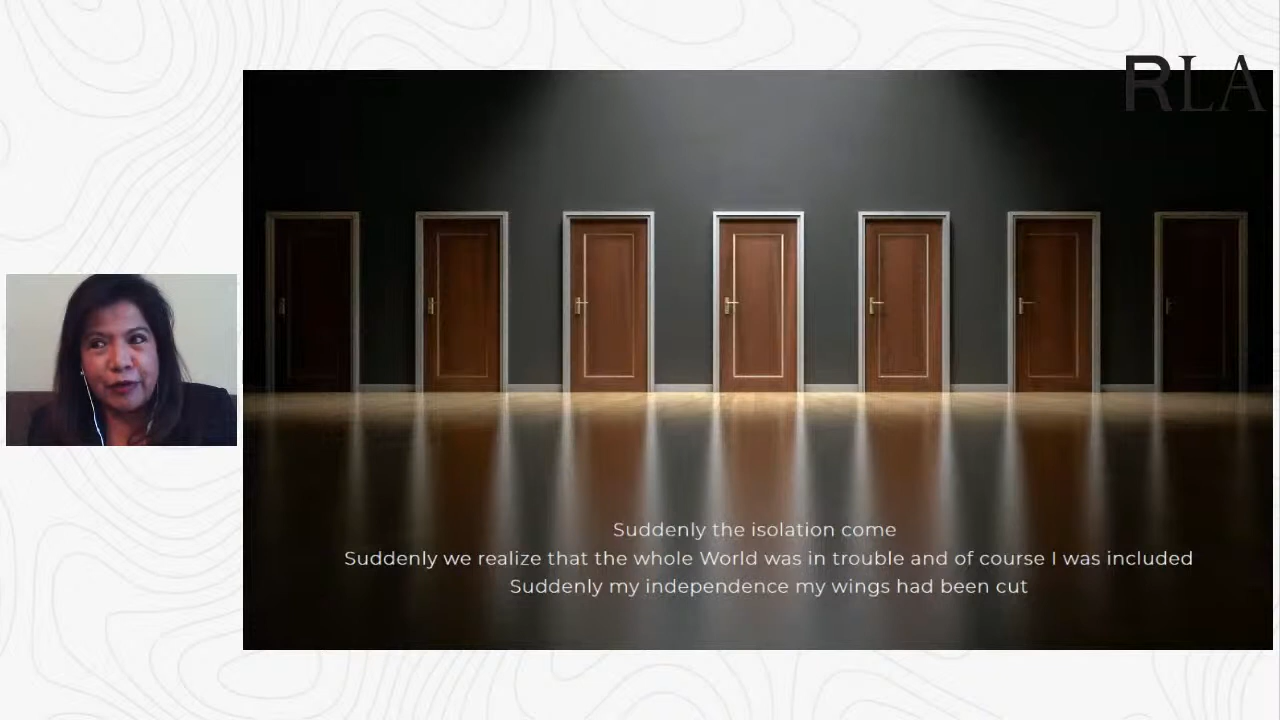 RLA
Suddenly the isolation come
Suddenly we realize that the whole World was in trouble and of course I was included
Suddenly my independence my wings had been cut